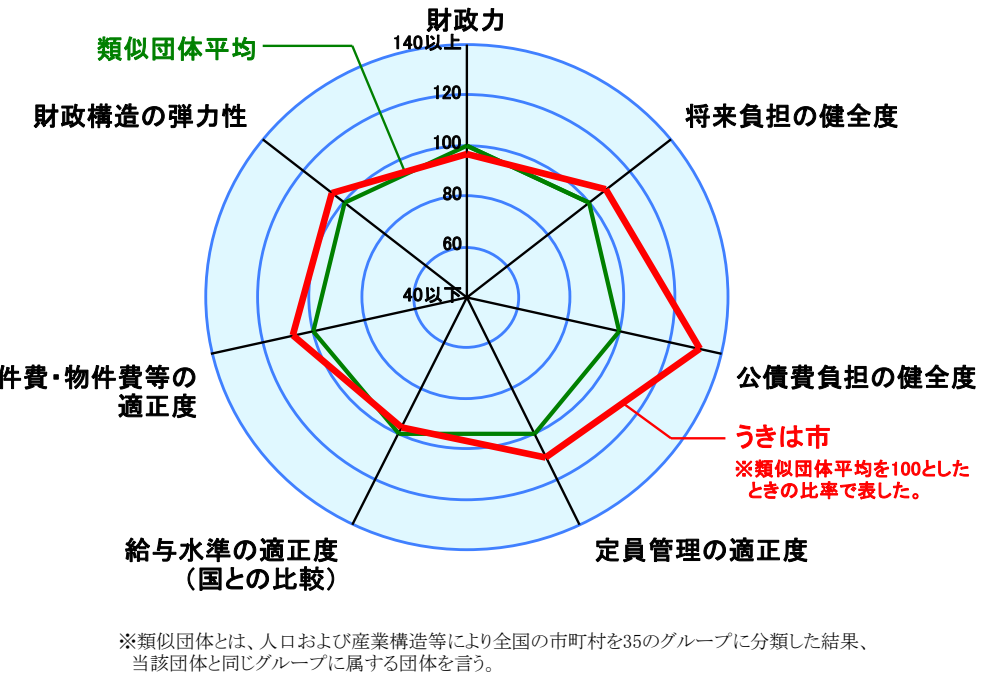 財政力
140以上
類似団体平均
120
財政構造の弾力性
将来負担の健全度
100
80
60
40以下
件費・物件費等の
適正度
公債費負担の健全度
うきは市
※類似団体平均を100とした
ときの比率で表した。
給与水準の適正度
（国との比較）
定員管理の適正度
※類似団体とは、人口および産業構造等により全国の市町村を35のグループに分類した結果、
当該団体と同じグループに属する団体を言う。